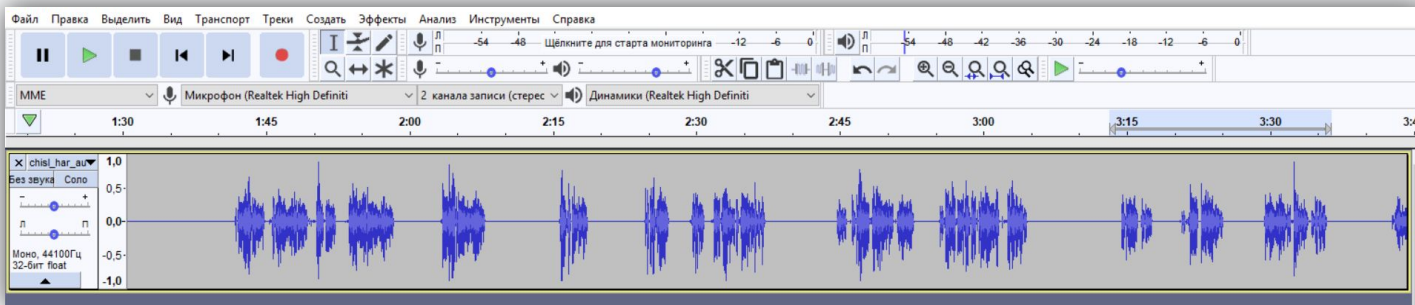 Файл Правка Выделить Вид Транспорт Треки Создать Эффекты Анализ Инструменты Справка
Л П -54 -48 Щёлкните для старта мониторинга -12 -6 0 Л П -54 -48 -42 -36 -30 -24 -18 -12 -6 0
- + - + - +
MME Микрофон (Realtek High Definiti 2 канала записи (стерес Динамики (Realtek High Definiti
1:30 1:45 2:00 2:15 2:30 2:45 3:00 3:15 3:30
chisl_har_au 1,0
Без звука Соло
0,5-
- +
0,0-
Л П
Моно, 44100Гц -0,5-
32-бит float
-1,0